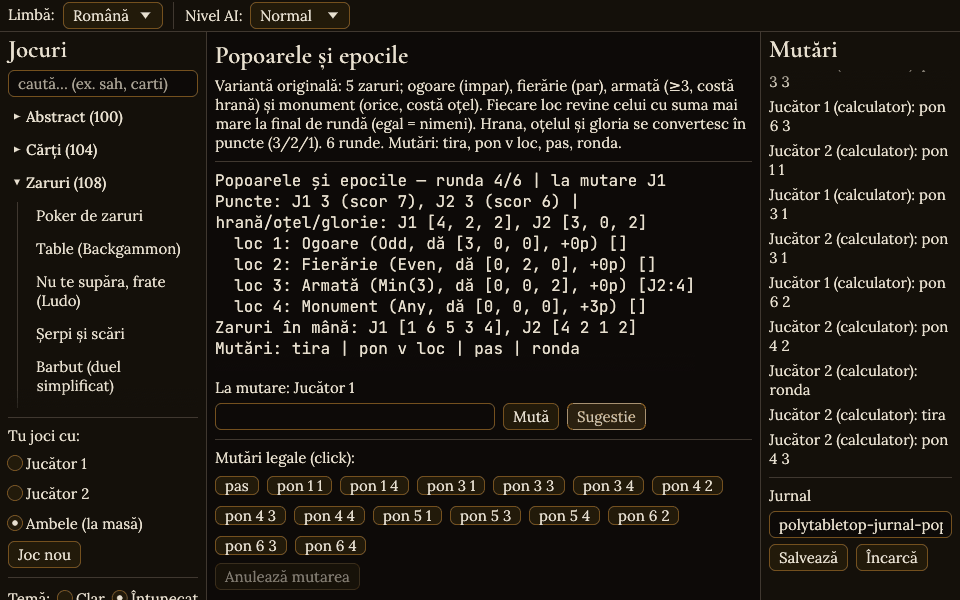 Limbă: Română ▼ Nivel AI: Normal ▼
Jocuri
caută... (ex. sah, carti)
▸ Abstract (100)
▸ Cărți (104)
▾ Zaruri (108)
Poker de zaruri
Table (Backgammon)
Nu te supăra, frate
(Ludo)
Șerpi și scări
Barbut (duel
simplificat)
Tu joci cu:
Jucător 1
Jucător 2
Ambele (la masă)
Joc nou
Temă: Clar Întunecat
Popoarele și epocile
Variantă originală: 5 zaruri; ogoare (impar), fierărie (par), armată (≥3, costă
hrană) și monument (orice, costă oțel). Fiecare loc revine celui cu suma mai
mare la final de rundă (egal = nimeni). Hrana, oțelul și gloria se convertesc în
puncte (3/2/1). 6 runde. Mutări: tira, pon v loc, pas, ronda.
Popoarele și epocile — runda 4/6 | la mutare J1
Puncte: J1 3 (scor 7), J2 3 (scor 6) |
hrană/oțel/glorie: J1 [4, 2, 2], J2 [3, 0, 2]
loc 1: Ogoare (Odd, dă [3, 0, 0], +0p) []
loc 2: Fierărie (Even, dă [0, 2, 0], +0p) []
loc 3: Armată (Min(3), dă [0, 0, 2], +0p) [J2:4]
loc 4: Monument (Any, dă [0, 0, 0], +3p) []
Zaruri în mână: J1 [1 6 5 3 4], J2 [4 2 1 2]
Mutări: tira | pon v loc | pas | ronda
La mutare: Jucător 1
Mută Sugestie
Mutări legale (click):
pas pon 1 1 pon 1 4 pon 3 1 pon 3 3 pon 3 4 pon 4 2
pon 4 3 pon 4 4 pon 5 1 pon 5 3 pon 5 4 pon 6 2
pon 6 3 pon 6 4
Anulează mutarea
Mutări
3 3
Jucător 1 (calculator): pon
6 3
Jucător 2 (calculator): pon
1 1
Jucător 1 (calculator): pon
3 1
Jucător 2 (calculator): pon
3 1
Jucător 1 (calculator): pon
6 2
Jucător 2 (calculator): pon
4 2
Jucător 2 (calculator):
ronda
Jucător 2 (calculator): tira
Jucător 2 (calculator): pon
4 3
Jurnal
polytabletop-jurnal-pop
Salvează Încarcă